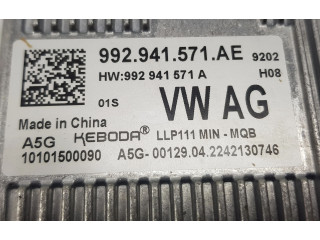 992.941.571.AE 9202
HW:992 941 571 A H08
01S VW AG
Made in China
A5G KEBODA® LLP111 MIN - MQB
10101500090 A5G- 00129.04.2242130746